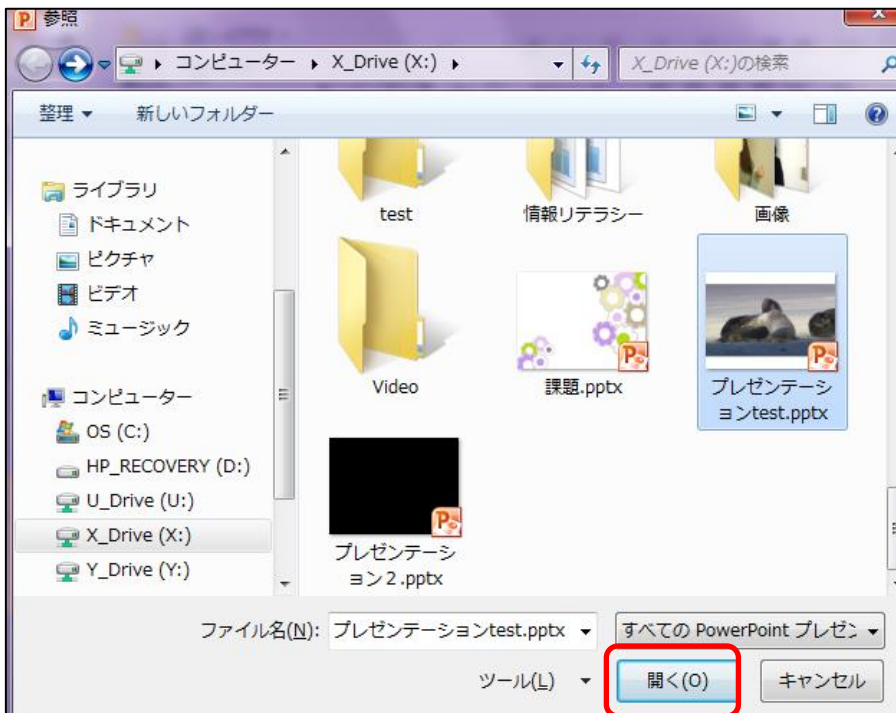 参照
コンピューター ▸ X_Drive (X:) ▸
X_Drive (X:)の検索
整理 ▼ 新しいフォルダー
ライブラリ
ドキュメント
ピクチャ
ビデオ
ミュージック
コンピューター
OS (C:)
HP_RECOVERY (D:)
U_Drive (U:)
X_Drive (X:)
Y_Drive (Y:)
test
情報リテラシー
画像
Video
課題.pptx
プレゼンテーシ
ョンtest.pptx
プレゼンテーシ
ョン2.pptx
ファイル名(N): プレゼンテーションtest.pptx
すべての PowerPoint プレゼン
ツール(L) ▼ 開く(O) キャンセル